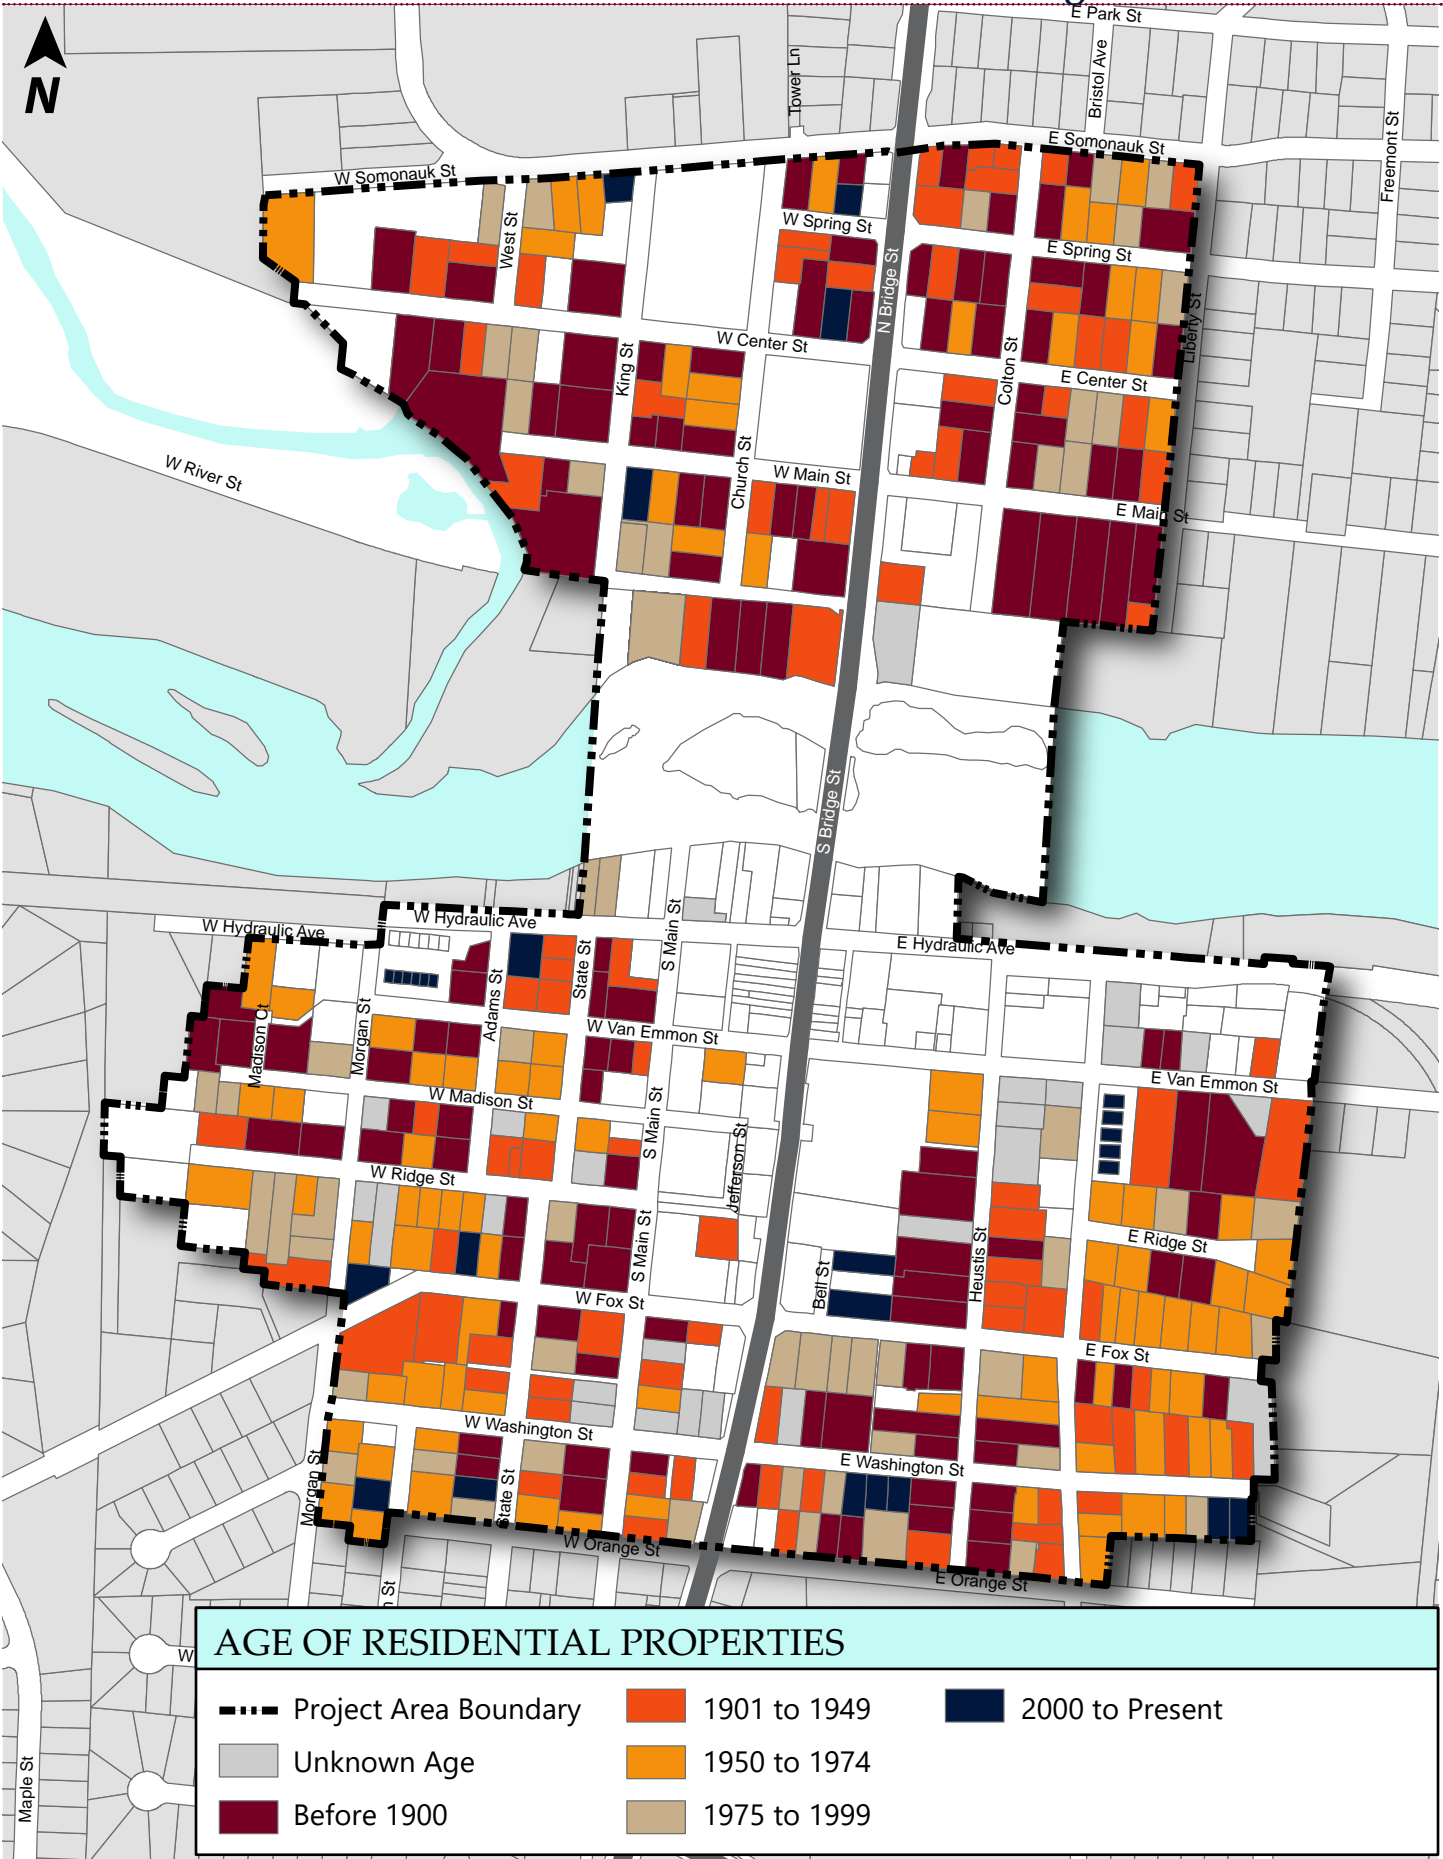 E Park St
Tower Ln
Bristol Ave
Freemont St
E Somonauk St
W Somonauk St
N
West St
W Spring St
N Bridge St
E Spring St
Liberty St
W Center St
King St
Colton St
E Center St
Church St
W Main St
W River St
E Main St
S Bridge St
W Hydraulic Ave
W Hydraulic Ave
S Main St
E Hydraulic Ave
State St
Adams St
Morgan St
Madison Ct
W Van Emmon St
E Van Emmon St
W Madison St
S Main St
Jefferson St
W Ridge St
E Ridge St
S Main St
Heustis St
Bell St
W Fox St
E Fox St
W Washington St
E Washington St
Morgan St
State St
W Orange St
E Orange St
n St
W
Maple St
AGE OF RESIDENTIAL PROPERTIES
Project Area Boundary
Unknown Age
Before 1900
1901 to 1949
1950 to 1974
1975 to 1999
2000 to Present